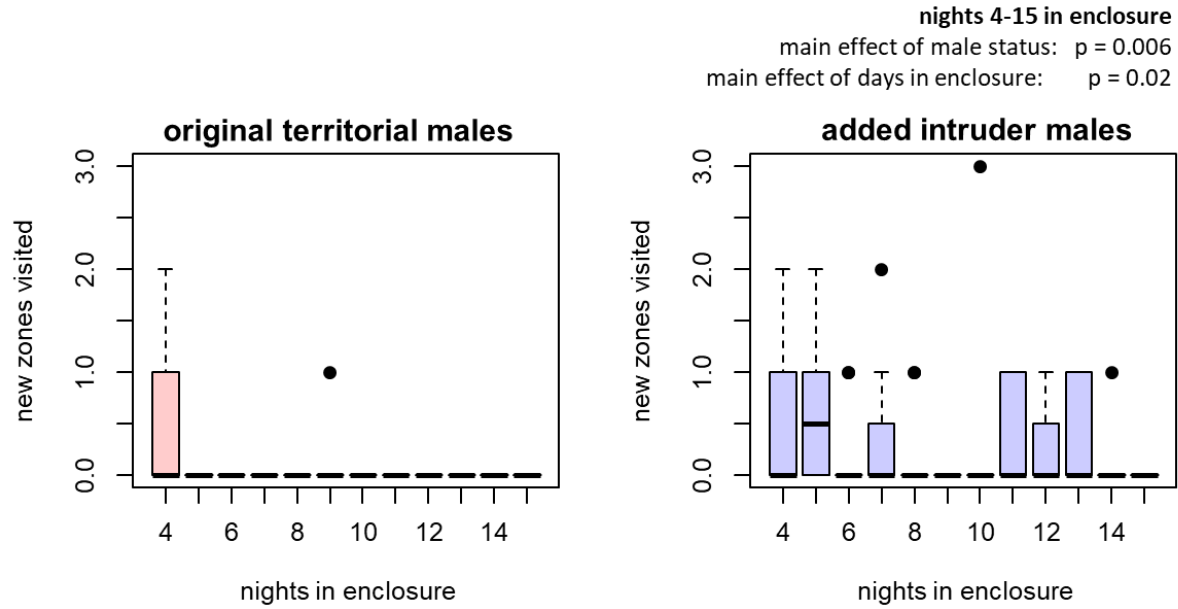 nights 4-15 in enclosure
main effect of male status: p = 0.006
main effect of days in enclosure: p = 0.02
original territorial males
new zones visited
3.0
2.0
1.0
0.0
4 6 8 10 12 14
nights in enclosure
added intruder males
new zones visited
3.0
2.0
1.0
0.0
4 6 8 10 12 14
nights in enclosure